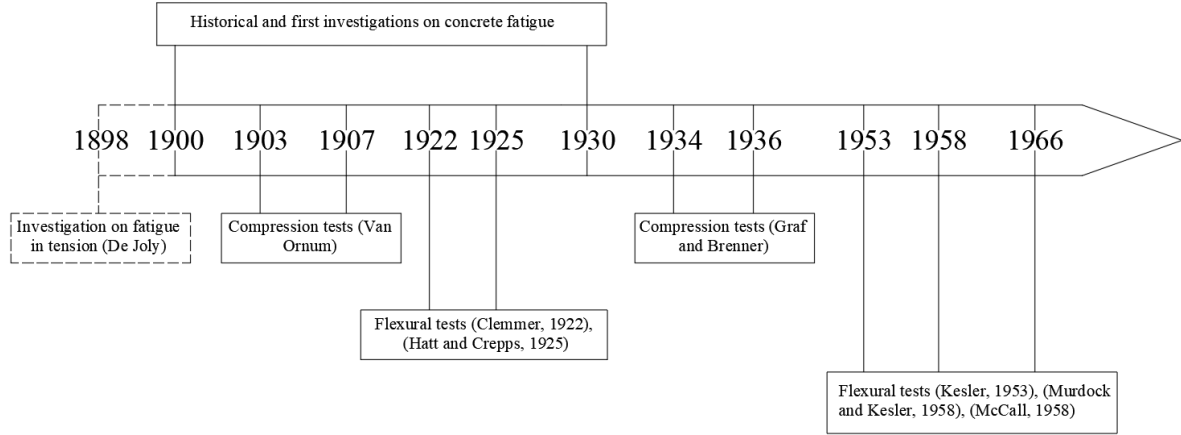 Historical and first investigations on concrete fatigue
1898 1900 1903 1907 1922 1925 1930 1934 1936 1953 1958 1966
Investigation on fatigue
in tension (De Joly)
Compression tests (Van
Ornum)
Compression tests (Graf
and Brenner)
Flexural tests (Clemmer, 1922),
(Hatt and Crepps, 1925)
Flexural tests (Kesler, 1953), (Murdock
and Kesler, 1958), (McCall, 1958)